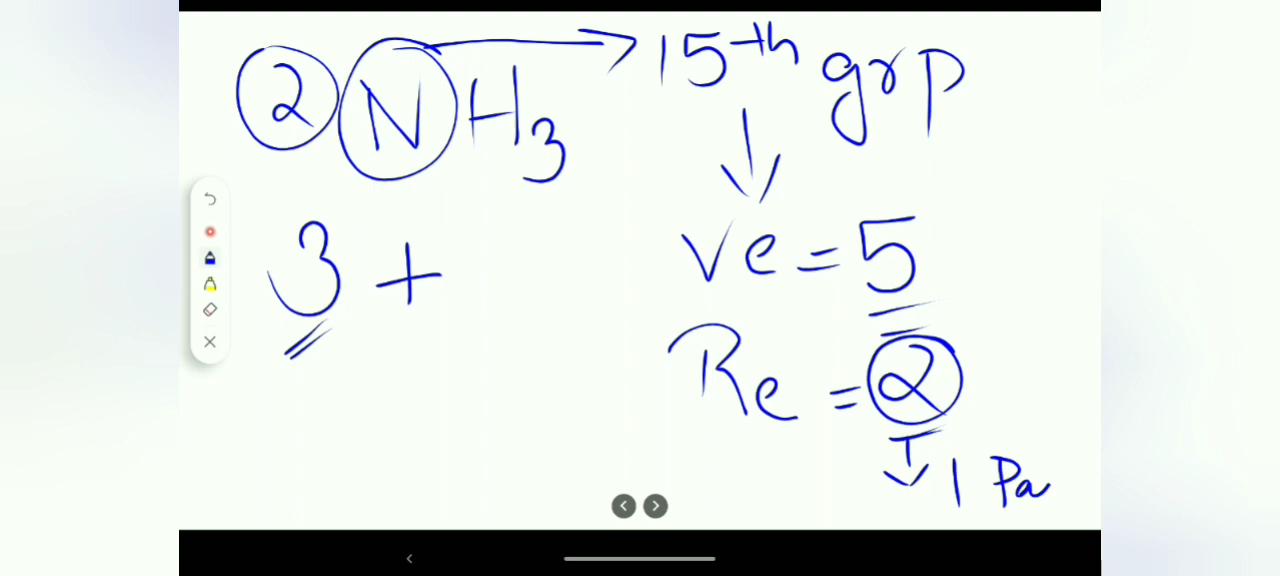 2 NH3 → 15th grp
↓
3 + ve = 5
Re = 2
↓ 1 Pa